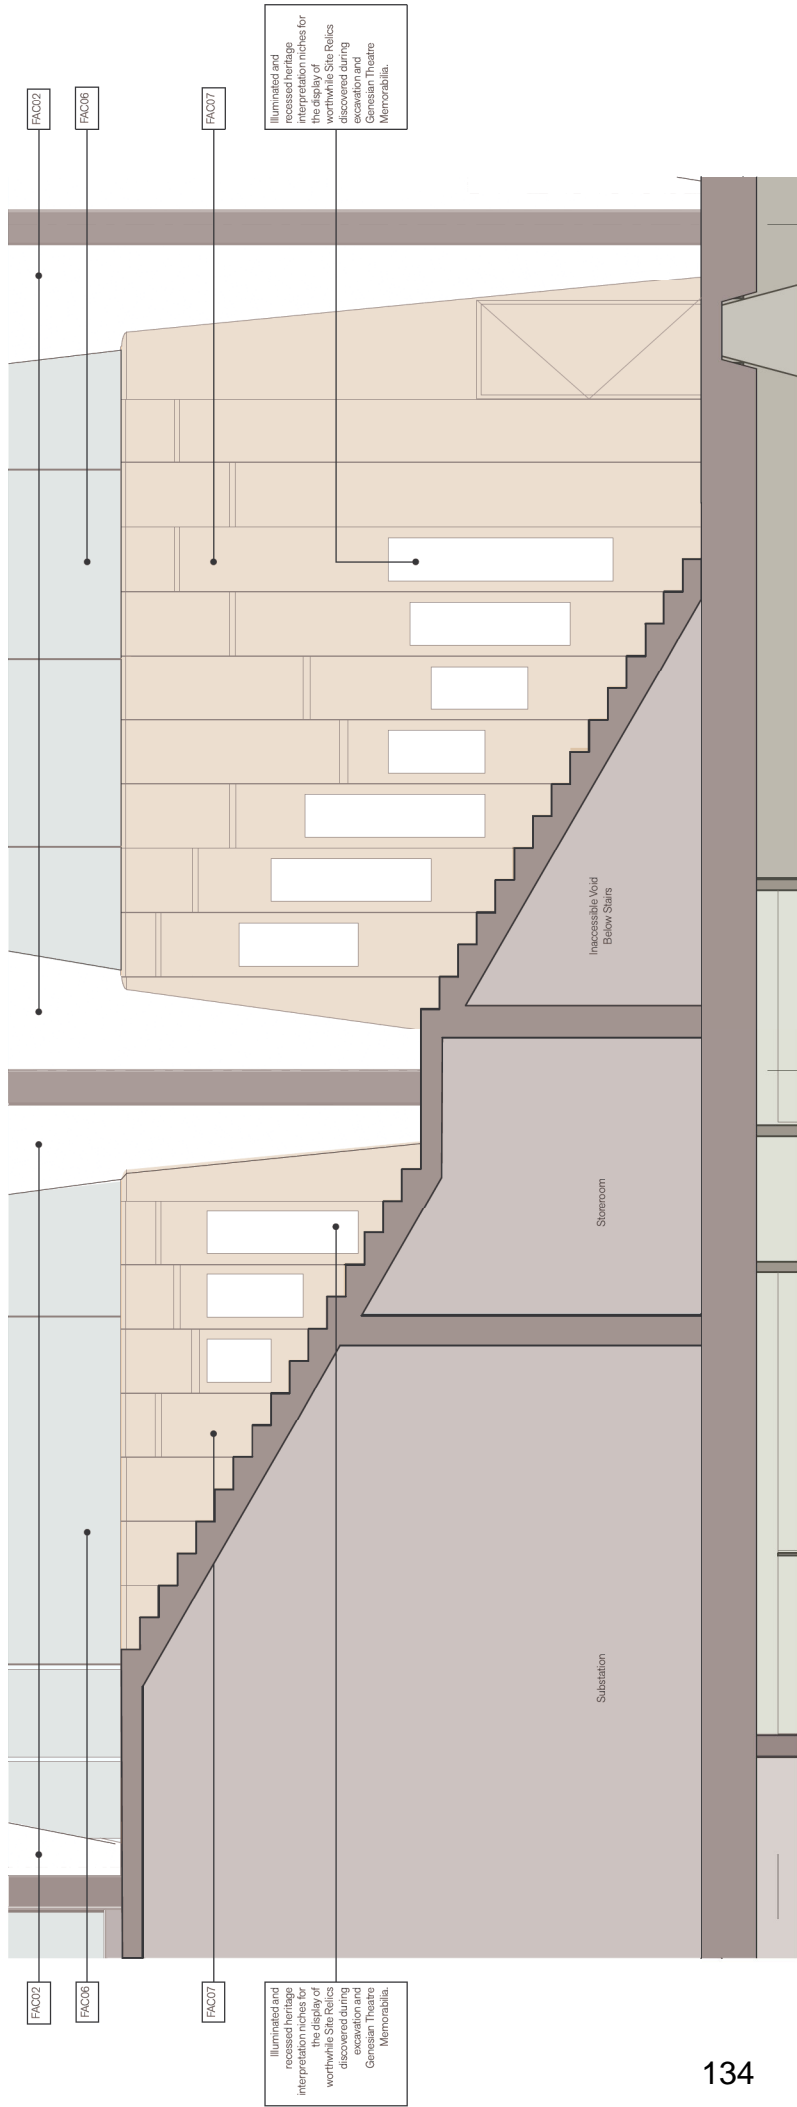 FAC02
FAC06
FAC07
Illuminated and
recessed heritage
interpretation niches for
the display of
worthwhile Site Relics
discovered during
excavation and
Genesian Theatre
Memorabilia.
Inaccessible Void
Below Stairs
Storeroom
Substation
FAC02
FAC06
FAC07
Illuminated and
recessed heritage
interpretation niches for
the display of
worthwhile Site Relics
discovered during
excavation and
Genesian Theatre
Memorabilia.
134